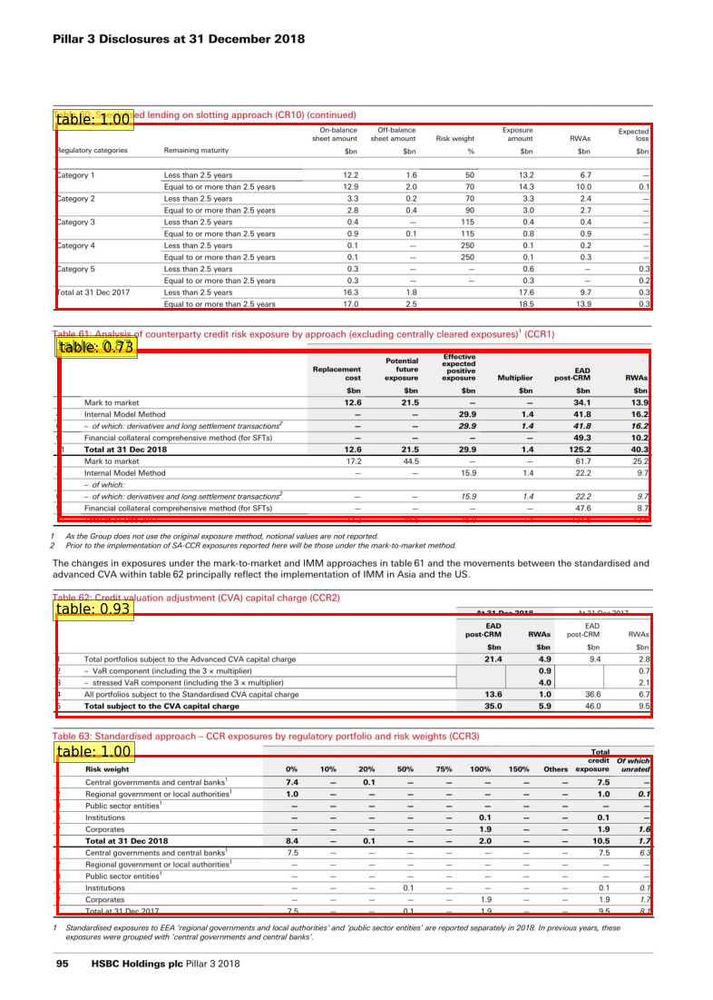 Pillar 3 Disclosures at 31 December 2018
ed lending on slotting approach (CR10) (continued)
table: 1.00
On-balance sheet amount Off-balance sheet amount Risk weight Exposure amount RWAs Expected loss
Regulatory categories Remaining maturity $bn $bn % $bn $bn $bn
Category 1 Less than 2.5 years 12.2 1.6 50 13.2 6.7 —
Equal to or more than 2.5 years 12.9 2.0 70 14.3 10.0 0.1
Category 2 Less than 2.5 years 3.3 0.2 70 3.3 2.4 —
Equal to or more than 2.5 years 2.8 0.4 90 3.0 2.7 —
Category 3 Less than 2.5 years 0.4 — 115 0.4 0.4 —
Equal to or more than 2.5 years 0.9 0.1 115 0.8 0.9 —
Category 4 Less than 2.5 years 0.1 — 250 0.1 0.2 —
Equal to or more than 2.5 years 0.1 — 250 0.1 0.3 —
Category 5 Less than 2.5 years 0.3 — — 0.6 — 0.3
Equal to or more than 2.5 years 0.3 — — 0.3 — 0.2
Total at 31 Dec 2017 Less than 2.5 years 16.3 1.8 17.6 9.7 0.3
Equal to or more than 2.5 years 17.0 2.5 18.5 13.9 0.3
Table 61: Analysis of counterparty credit risk exposure by approach (excluding centrally cleared exposures)1 (CCR1)
table: 0.73
Replacement cost Potential future exposure Effective expected positive exposure Multiplier EAD post-CRM RWAs
$bn $bn $bn $bn $bn $bn
Mark to market 12.6 21.5 — — 34.1 13.9
Internal Model Method — — 29.9 1.4 41.8 16.2
– of which: derivatives and long settlement transactions2 — — 29.9 1.4 41.8 16.2
Financial collateral comprehensive method (for SFTs) — — — — 49.3 10.2
Total at 31 Dec 2018 12.6 21.5 29.9 1.4 125.2 40.3
Mark to market 17.2 44.5 — — 61.7 25.2
Internal Model Method — — 15.9 1.4 22.2 9.7
– of which:
– of which: derivatives and long settlement transactions2 — — 15.9 1.4 22.2 9.7
Financial collateral comprehensive method (for SFTs) — — — — 47.6 8.7
1 As the Group does not use the original exposure method, notional values are not reported.
2 Prior to the implementation of SA-CCR exposures reported here will be those under the mark-to-market method.
The changes in exposures under the mark-to-market and IMM approaches in table 61 and the movements between the standardised and
advanced CVA within table 62 principally reflect the implementation of IMM in Asia and the US.
Table 62: Credit valuation adjustment (CVA) capital charge (CCR2)
table: 0.93
At 31 Dec 2018 At 31 Dec 2017
EAD post-CRM RWAs EAD post-CRM RWAs
$bn $bn $bn $bn
1 Total portfolios subject to the Advanced CVA capital charge 21.4 4.9 9.4 2.8
2 – VaR component (including the 3 × multiplier) 0.9 0.7
3 – stressed VaR component (including the 3 × multiplier) 4.0 2.1
4 All portfolios subject to the Standardised CVA capital charge 13.6 1.0 36.6 6.7
5 Total subject to the CVA capital charge 35.0 5.9 46.0 9.5
Table 63: Standardised approach – CCR exposures by regulatory portfolio and risk weights (CCR3)
table: 1.00
Risk weight 0% 10% 20% 50% 75% 100% 150% Others Total credit exposure Of which unrated
Central governments and central banks1 7.4 — 0.1 — — — — — 7.5 —
Regional government or local authorities1 1.0 — — — — — — — 1.0 0.1
Public sector entities1 — — — — — — — — — —
Institutions — — — — — 0.1 — — 0.1 —
Corporates — — — — — 1.9 — — 1.9 1.6
Total at 31 Dec 2018 8.4 — 0.1 — — 2.0 — — 10.5 1.7
Central governments and central banks1 7.5 — — — — — — — 7.5 6.3
Regional government or local authorities1 — — — — — — — — — —
Public sector entities1 — — — — — — — — — —
Institutions — — — 0.1 — — — — 0.1 0.1
Corporates — — — — — 1.9 — — 1.9 1.7
Total at 31 Dec 2017 7.5 — — 0.1 — 1.9 — — 9.5 8.1
1 Standardised exposures to EEA ‘regional governments and local authorities’ and ‘public sector entities’ are reported separately in 2018. In previous years, these
exposures were grouped with ‘central governments and central banks’.
95 HSBC Holdings plc Pillar 3 2018